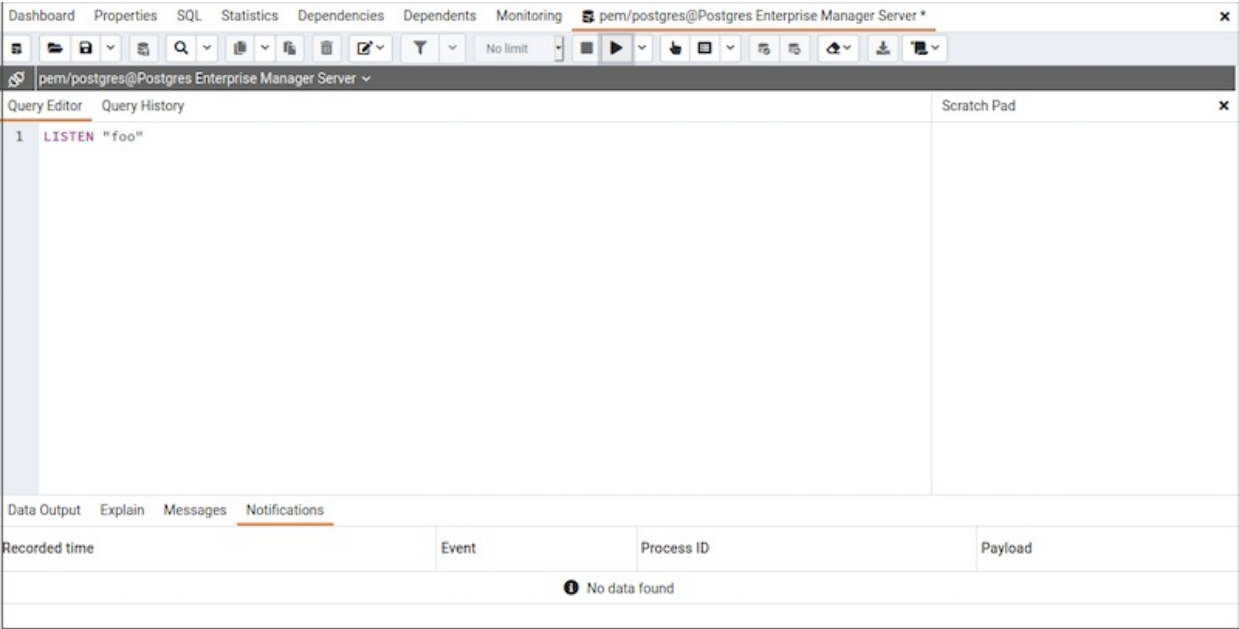 Dashboard Properties SQL Statistics Dependencies Dependents Monitoring pem/postgres@Postgres Enterprise Manager Server *
No limit
pem/postgres@Postgres Enterprise Manager Server
Query Editor Query History Scratch Pad
1 LISTEN "foo"
Data Output Explain Messages Notifications
Recorded time Event Process ID Payload
No data found